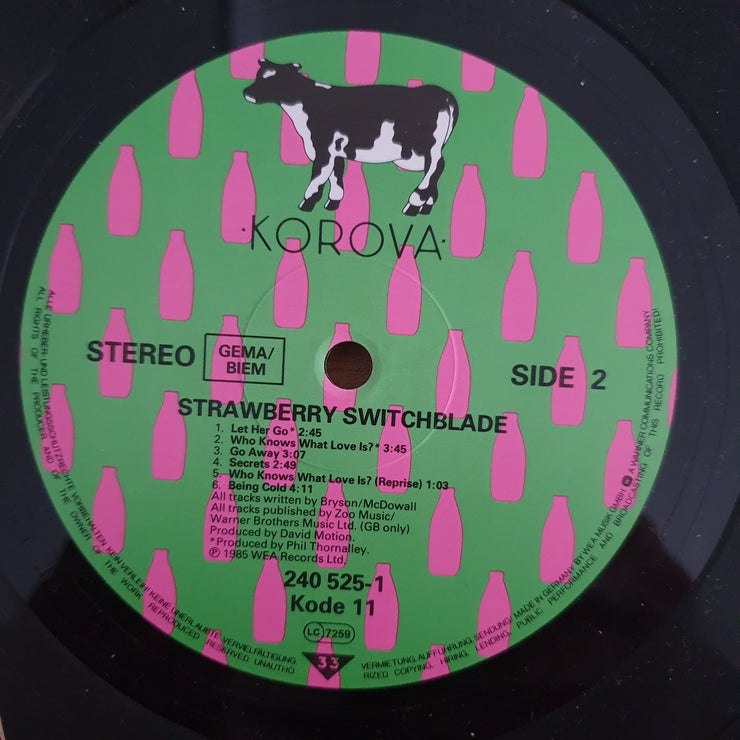 ·KOROVA·
STEREO
GEMA/
BIEM
SIDE 2
STRAWBERRY SWITCHBLADE
1. Let Her Go* 2:45
2. Who Knows What Love Is?* 3:45
3. Go Away 3:07
4. Secrets 2:49
5. Who Knows What Love Is? (Reprise) 1:03
6. Being Cold 4:11
All tracks written by Bryson/McDowall
All tracks published by Zoo Music/
Warner Brothers Music Ltd. (GB only)
Produced by David Motion.
*Produced by Phil Thornalley.
℗ 1985 WEA Records Ltd.
240 525-1
Kode 11
LC 7259
33
ALLE URHEBER- UND LEISTUNGSSCHUTZRECHTE VORBEHALTEN. KEIN VERLEIH! KEINE UNERLAUBTE VERVIELFÄLTIGUNG, VERMIETUNG, AUFFÜHRUNG, SENDUNG! MADE IN GERMANY BY WEA MUSIK GMBH A WARNER COMMUNICATIONS COMPANY
ALL RIGHTS OF THE PRODUCER AND OF THE OWNER OF THE WORK REPRODUCED RESERVED. UNAUTHORIZED COPYING, HIRING, LENDING, PUBLIC PERFORMANCE AND BROADCASTING OF THIS RECORD PROHIBITED!